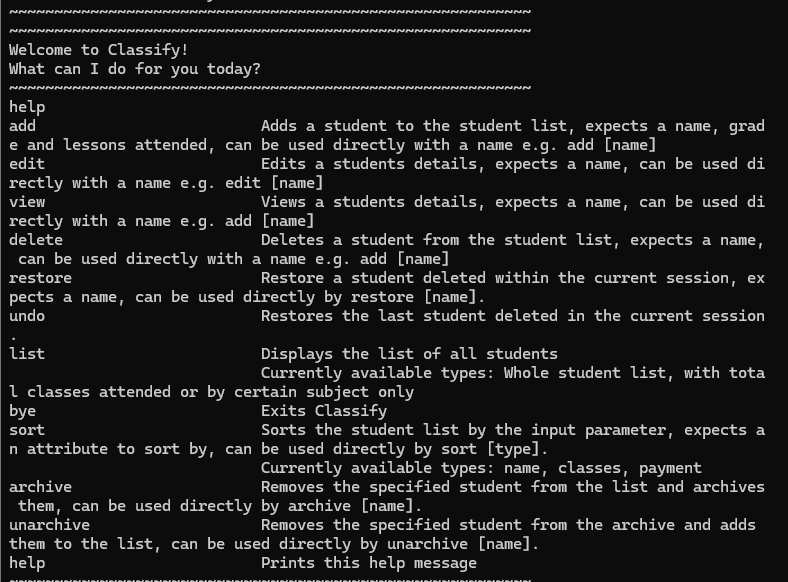 ~~~~~~~~~~~~~~~~~~~~~~~~~~~~~~~~~~~~~~~~~~~~~~~~~~~~~~~~~~
~~~~~~~~~~~~~~~~~~~~~~~~~~~~~~~~~~~~~~~~~~~~~~~~~~~~~~~~~~
Welcome to Classify!
What can I do for you today?
~~~~~~~~~~~~~~~~~~~~~~~~~~~~~~~~~~~~~~~~~~~~~~~~~~~~~~~~~~
help
add                         Adds a student to the student list, expects a name, grad
e and lessons attended, can be used directly with a name e.g. add [name]
edit                        Edits a students details, expects a name, can be used di
rectly with a name e.g. edit [name]
view                        Views a students details, expects a name, can be used di
rectly with a name e.g. add [name]
delete                      Deletes a student from the student list, expects a name,
 can be used directly with a name e.g. add [name]
restore                     Restore a student deleted within the current session, ex
pects a name, can be used directly by restore [name].
undo                        Restores the last student deleted in the current session
.
list                        Displays the list of all students
                            Currently available types: Whole student list, with tota
l classes attended or by certain subject only
bye                         Exits Classify
sort                        Sorts the student list by the input parameter, expects a
n attribute to sort by, can be used directly by sort [type].
                            Currently available types: name, classes, payment
archive                     Removes the specified student from the list and archives
 them, can be used directly by archive [name].
unarchive                   Removes the specified student from the archive and adds
them to the list, can be used directly by unarchive [name].
help                        Prints this help message
~~~~~~~~~~~~~~~~~~~~~~~~~~~~~~~~~~~~~~~~~~~~~~~~~~~~~~~~~~